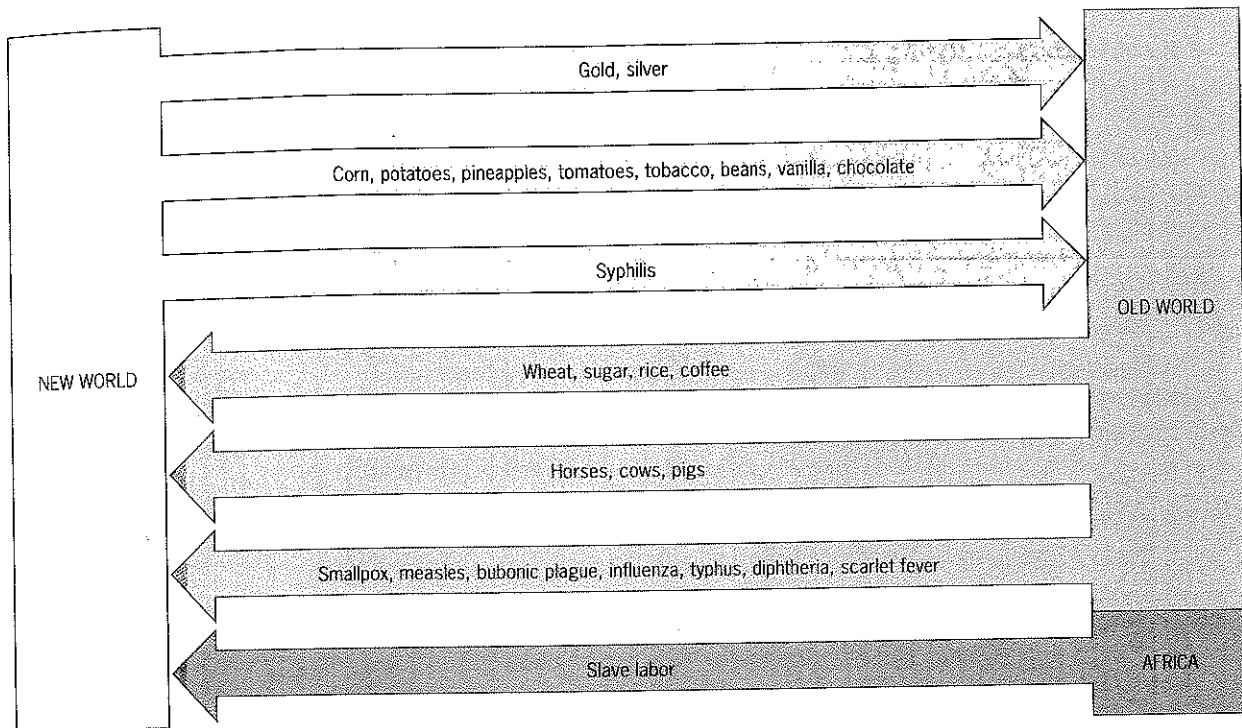 Gold, silver
Corn, potatoes, pineapples, tomatoes, tobacco, beans, vanilla, chocolate
Syphilis
OLD WORLD
NEW WORLD
Wheat, sugar, rice, coffee
Horses, cows, pigs
Smallpox, measles, bubonic plague, influenza, typhus, diphtheria, scarlet fever
Slave labor
AFRICA